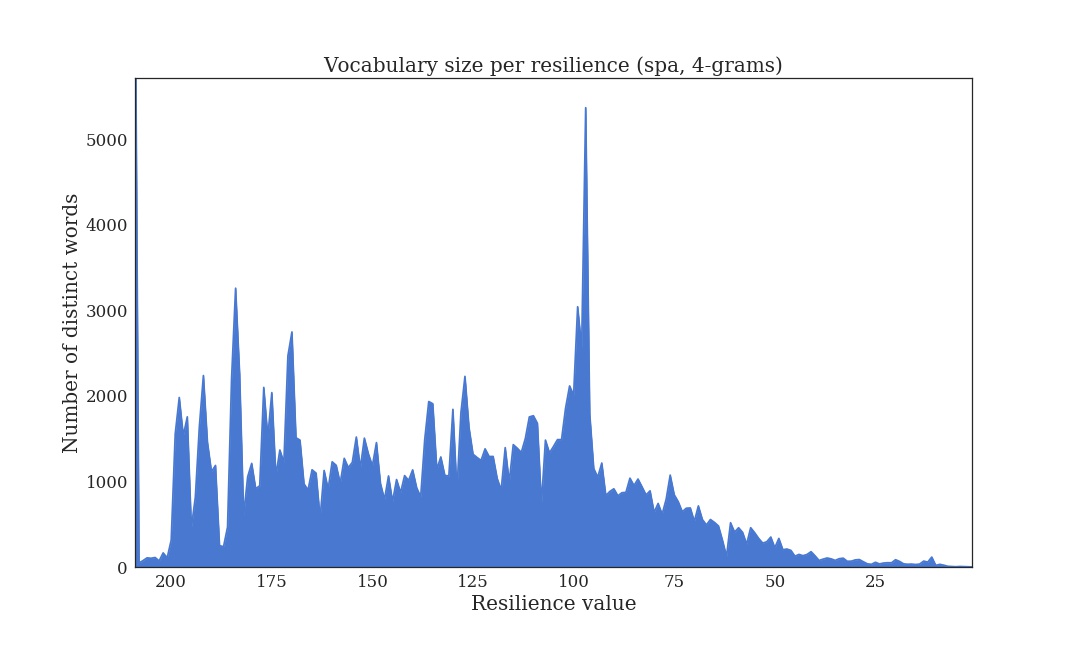 Vocabulary size per resilience (spa, 4-grams)
Number of distinct words
5000
4000
3000
2000
1000
0
200 175 150 125 100 75 50 25
Resilience value